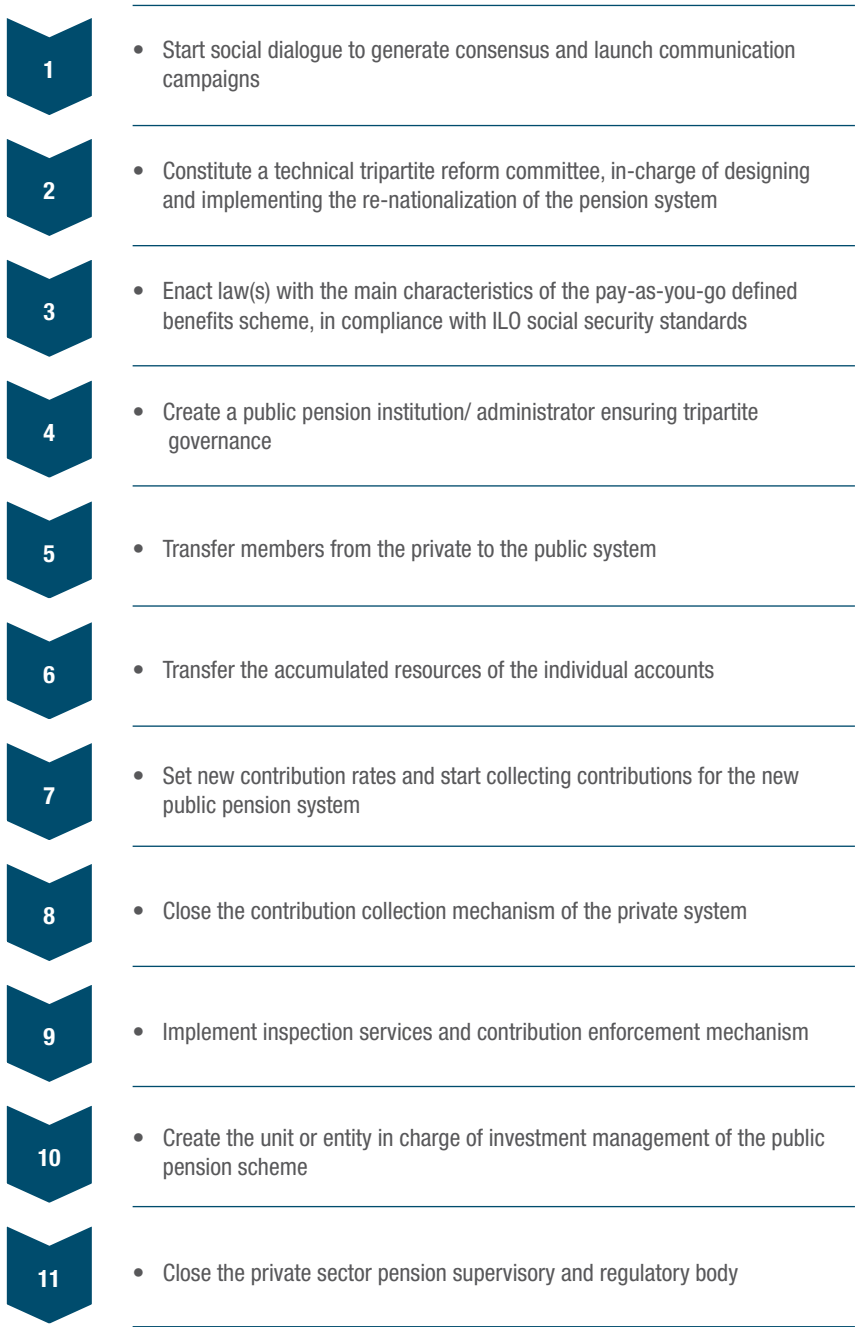 1
• Start social dialogue to generate consensus and launch communication
campaigns
2
• Constitute a technical tripartite reform committee, in-charge of designing
and implementing the re-nationalization of the pension system
3
• Enact law(s) with the main characteristics of the pay-as-you-go defined
benefits scheme, in compliance with ILO social security standards
4
• Create a public pension institution/ administrator ensuring tripartite
governance
5
• Transfer members from the private to the public system
6
• Transfer the accumulated resources of the individual accounts
7
• Set new contribution rates and start collecting contributions for the new
public pension system
8
• Close the contribution collection mechanism of the private system
9
• Implement inspection services and contribution enforcement mechanism
10
• Create the unit or entity in charge of investment management of the public
pension scheme
11
• Close the private sector pension supervisory and regulatory body